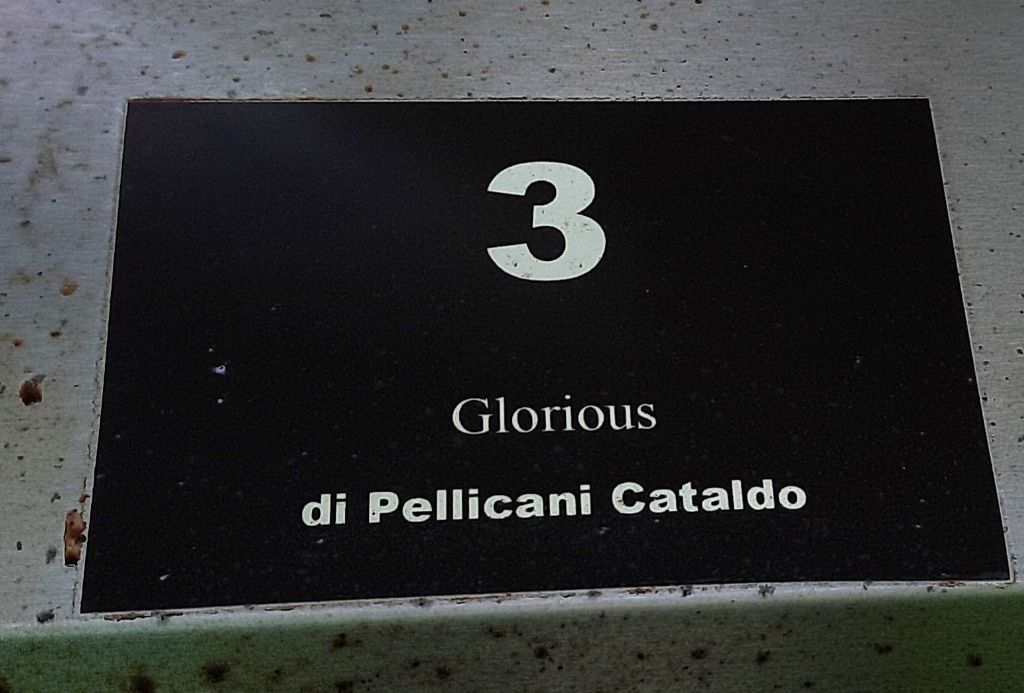 3
Glorious
di Pellicani Cataldo